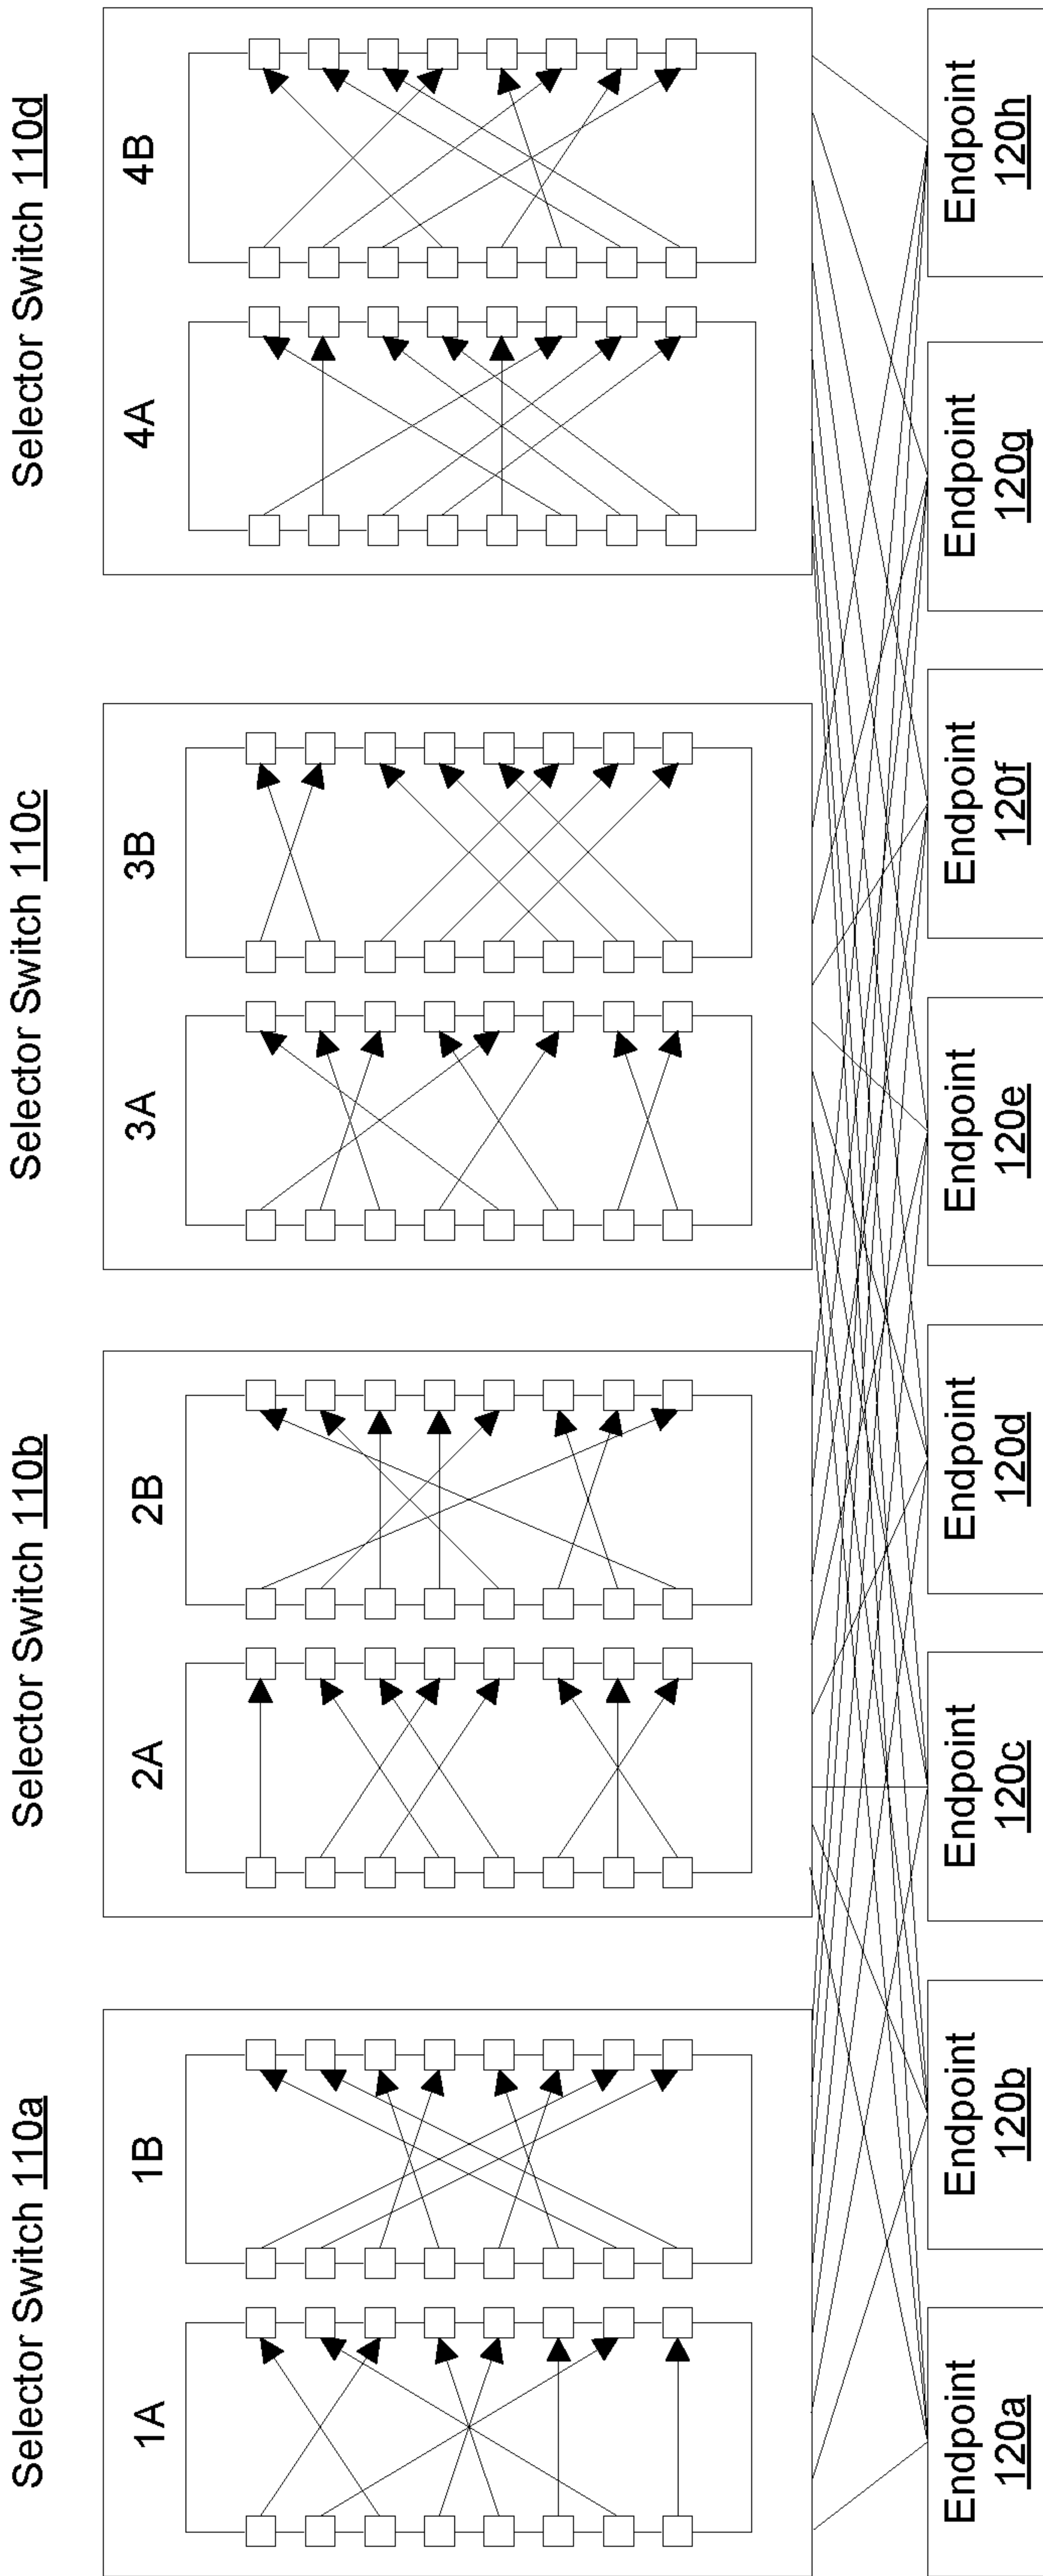 Selector Switch 110a
Selector Switch 110b
Selector Switch 110c
Selector Switch 110d
1A
1B
2A
2B
3A
3B
4A
4B
Endpoint
120a
Endpoint
120b
Endpoint
120c
Endpoint
120d
Endpoint
120e
Endpoint
120f
Endpoint
120g
Endpoint
120h